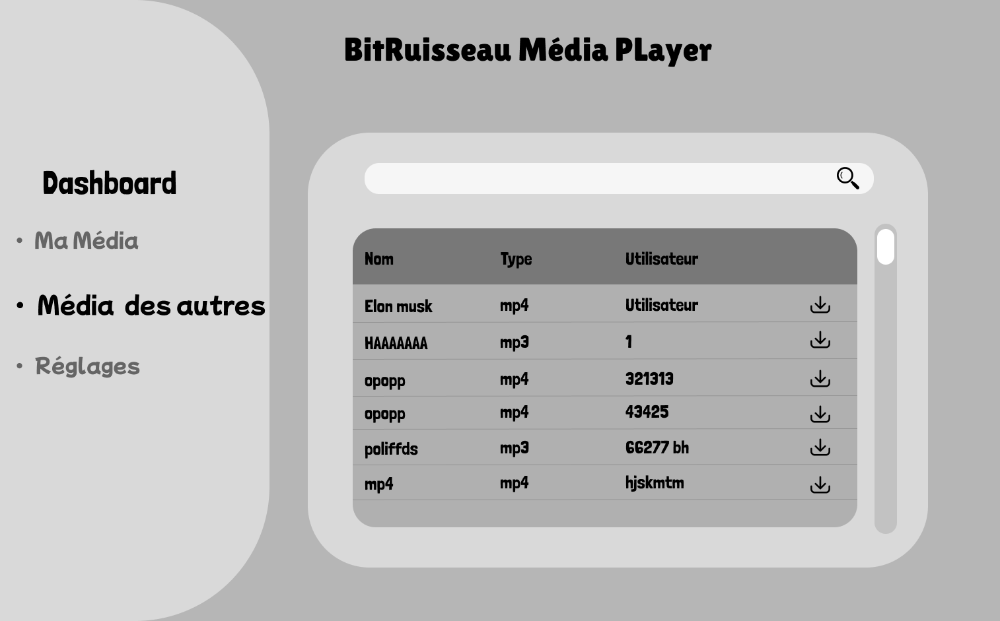 BitRuisseau Média PLayer
Dashboard
• Ma Média
• Média des autres
• Réglages
Nom Type Utilisateur
Elon musk mp4 Utilisateur
HAAAAAAA mp3 1
opopp mp4 321313
opopp mp4 43425
poliffds mp3 66277 bh
mp4 mp4 hjskmtm